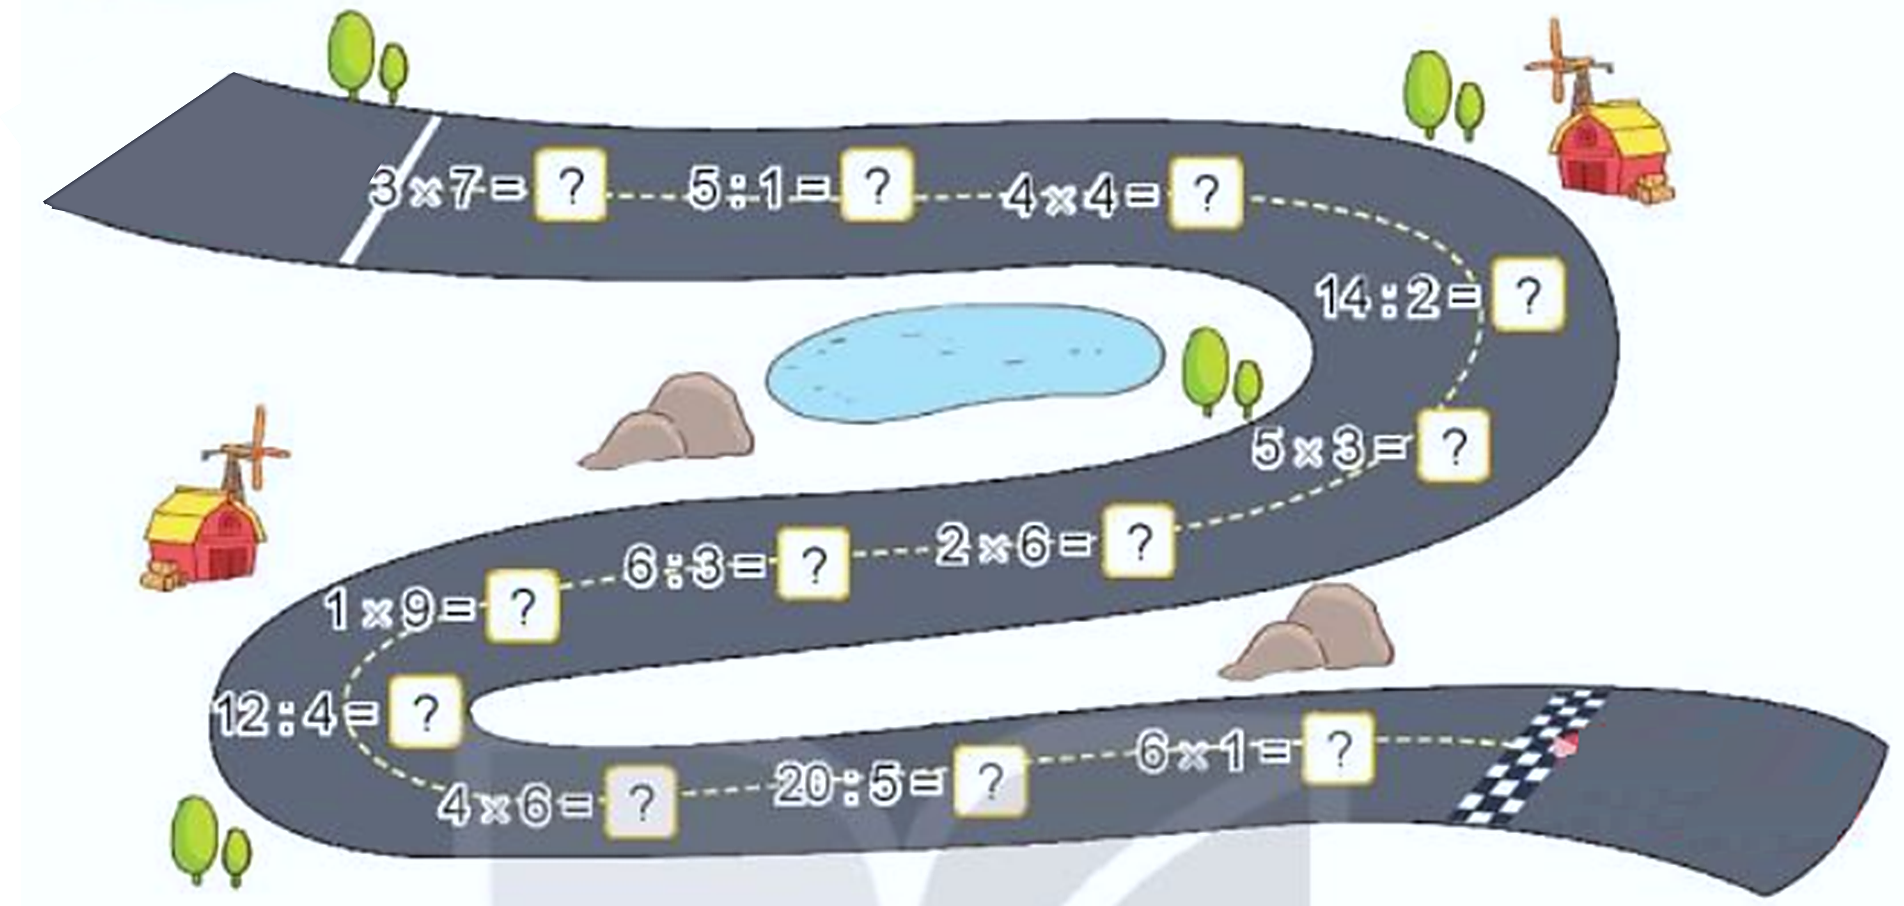 3 × 7 = ?
5 : 1 = ?
4 × 4 = ?
14 : 2 = ?
5 × 3 = ?
2 × 6 = ?
6 : 3 = ?
1 × 9 = ?
12 : 4 = ?
4 × 6 = ?
20 : 5 = ?
6 × 1 = ?